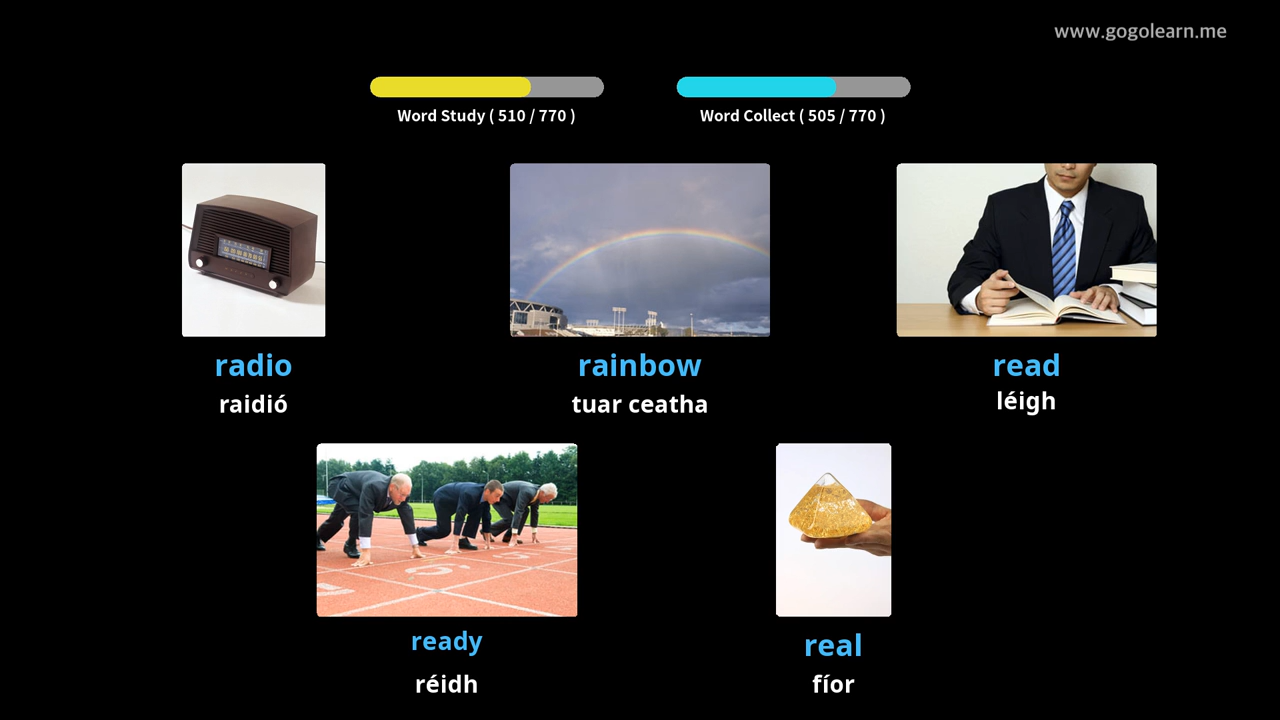 www.gogolearn.me
Word Study ( 510 / 770 )
Word Collect ( 505 / 770 )
radio
raidió
rainbow
tuar ceatha
read
léigh
ready
réidh
real
fíor